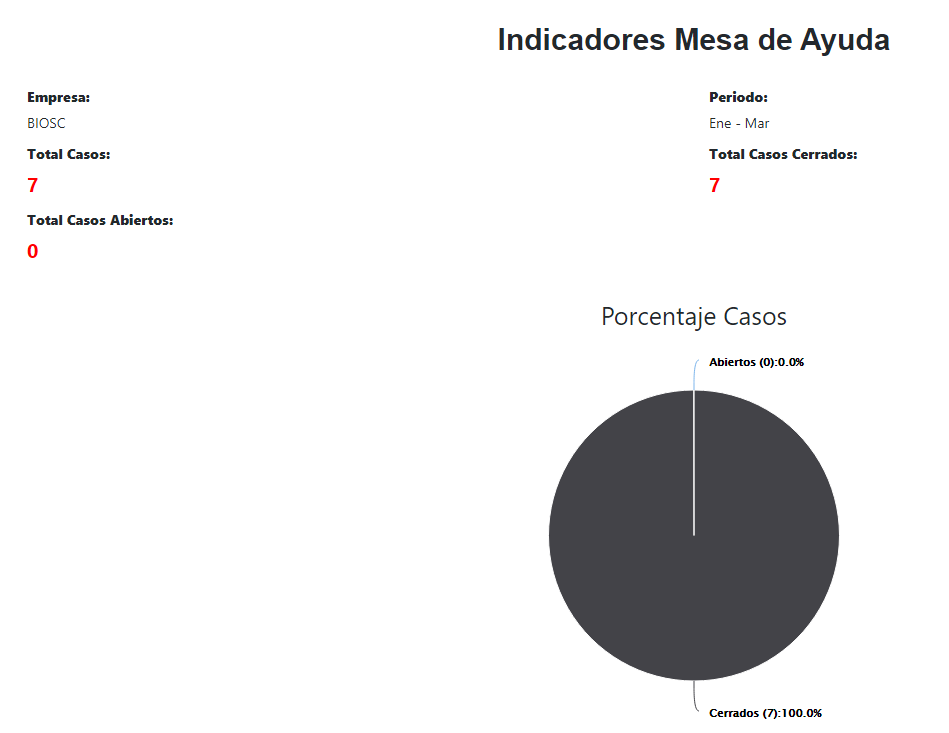 Indicadores Mesa de Ayuda
Empresa:
BIOSC
Periodo:
Ene - Mar
Total Casos:
7
Total Casos Cerrados:
7
Total Casos Abiertos:
0
Porcentaje Casos
Abiertos (0):0.0%
Cerrados (7):100.0%